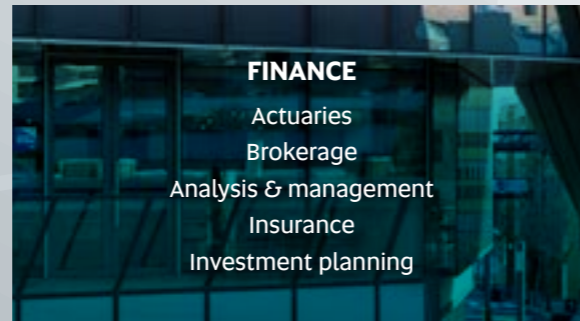 FINANCE
Actuaries
Brokerage
Analysis & management
Insurance
Investment planning